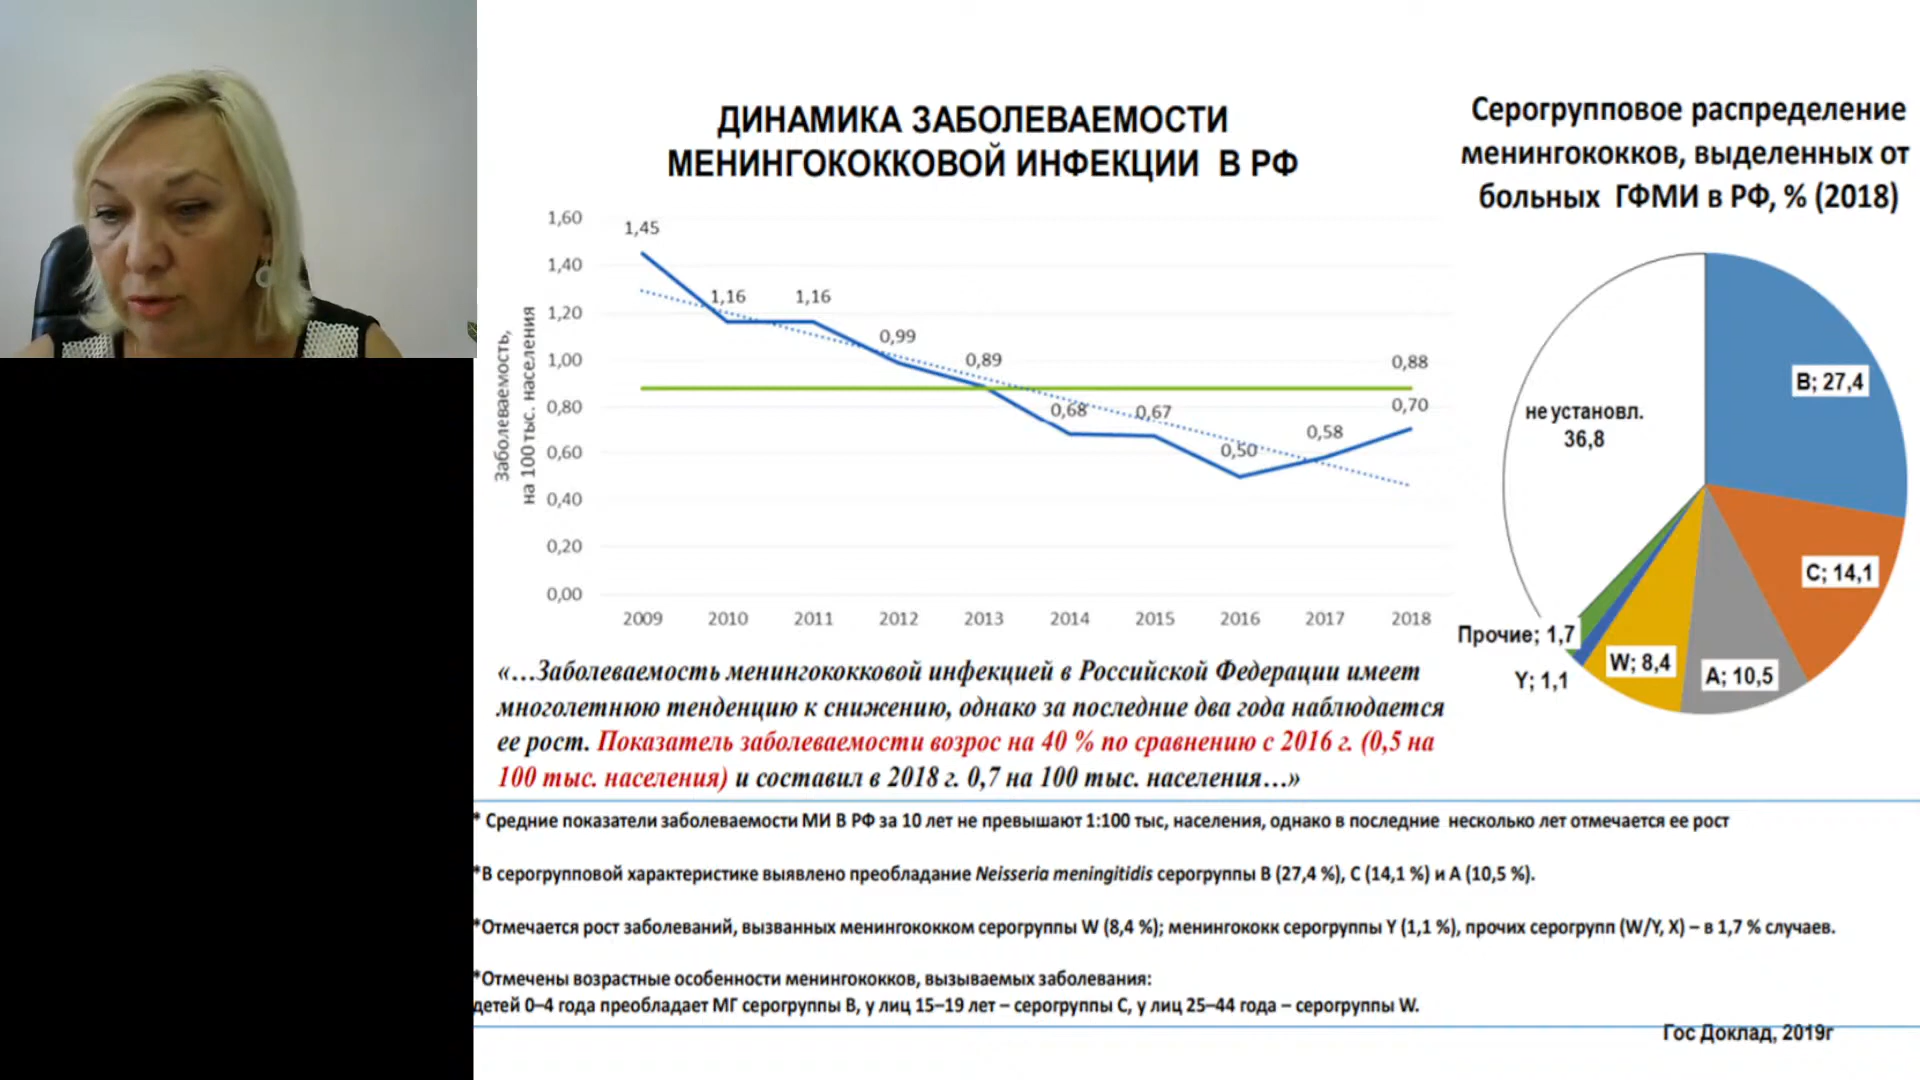 ДИНАМИКА ЗАБОЛЕВАЕМОСТИ
МЕНИНГОКОККОВОЙ ИНФЕКЦИИ В РФ
Заболеваемость,
на 100 тыс. населения
1,60
1,40
1,20
1,00
0,80
0,60
0,40
0,20
0,00
1,45
1,16
1,16
0,99
0,89
0,68
0,67
0,50
0,58
0,88
0,70
2009
2010
2011
2012
2013
2014
2015
2016
2017
2018
Серогрупповое распределение
менингококков, выделенных от
больных ГФМИ в РФ, % (2018)
B; 27,4
C; 14,1
A; 10,5
W; 8,4
Y; 1,1
Прочие; 1,7
не установл.
36,8
«…Заболеваемость менингококковой инфекцией в Российской Федерации имеет
многолетнюю тенденцию к снижению, однако за последние два года наблюдается
ее рост. Показатель заболеваемости возрос на 40 % по сравнению с 2016 г. (0,5 на
100 тыс. населения) и составил в 2018 г. 0,7 на 100 тыс. населения…»
* Средние показатели заболеваемости МИ В РФ за 10 лет не превышают 1:100 тыс, населения, однако в последние несколько лет отмечается ее рост
*В серогрупповой характеристике выявлено преобладание Neisseria meningitidis серогруппы B (27,4 %), C (14,1 %) и A (10,5 %).
*Отмечается рост заболеваний, вызванных менингококком серогруппы W (8,4 %); менингококк серогруппы Y (1,1 %), прочих серогрупп (W/Y, X) – в 1,7 % случаев.
*Отмечены возрастные особенности менингококков, вызываемых заболевания:
детей 0–4 года преобладает МГ серогруппы B, у лиц 15–19 лет – серогруппы C, у лиц 25–44 года – серогруппы W.
Гос Доклад, 2019г